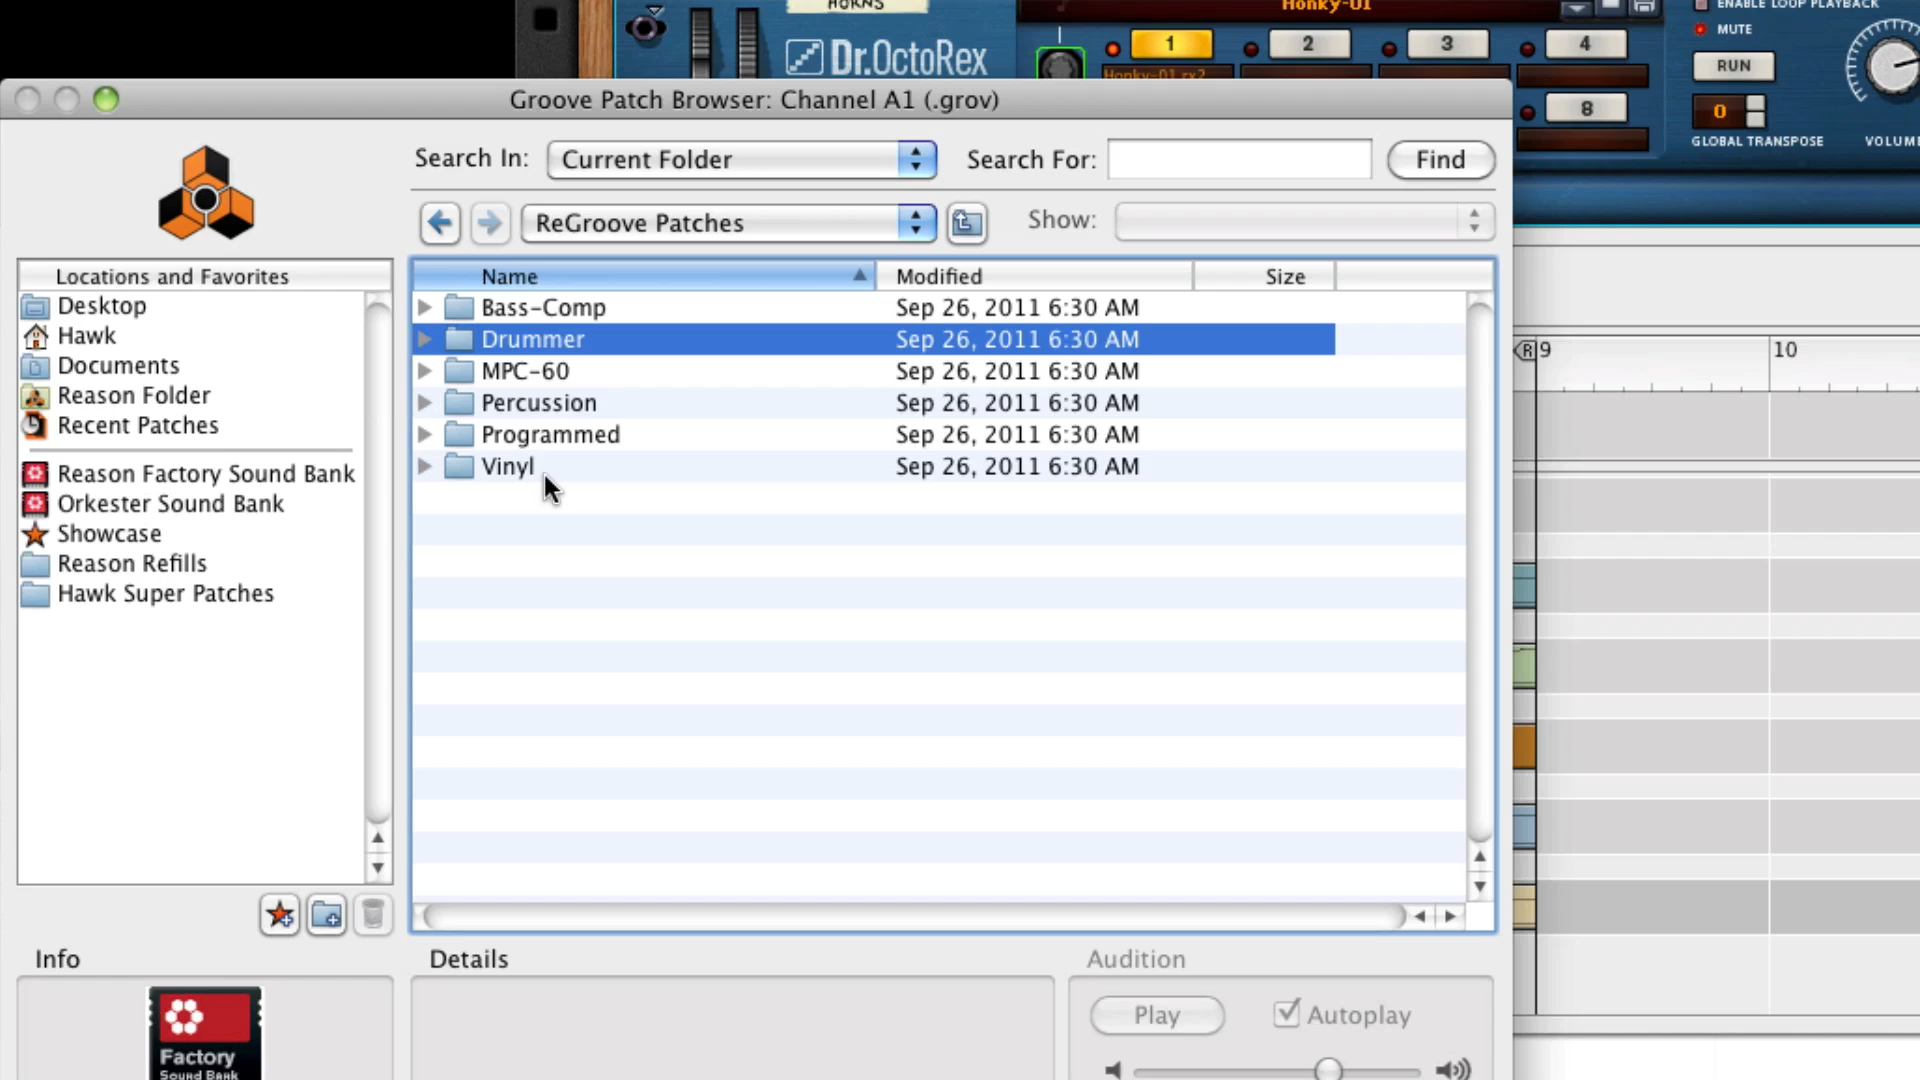 HORNS
Dr.OctoRex
Honky-01
1
2
3
4
Honky-01.rx2
8
ENABLE LOOP PLAYBACK
MUTE
RUN
0
GLOBAL TRANSPOSE
VOLUM
Groove Patch Browser: Channel A1 (.grov)
Search In:
Current Folder
Search For:
Find
ReGroove Patches
Show:
Locations and Favorites
Desktop
Hawk
Documents
Reason Folder
Recent Patches
Reason Factory Sound Bank
Orkester Sound Bank
Showcase
Reason Refills
Hawk Super Patches
Name Modified Size
Bass-Comp Sep 26, 2011 6:30 AM
Drummer Sep 26, 2011 6:30 AM
MPC-60 Sep 26, 2011 6:30 AM
Percussion Sep 26, 2011 6:30 AM
Programmed Sep 26, 2011 6:30 AM
Vinyl Sep 26, 2011 6:30 AM
R 9 10
Info
Factory
Sound Bank
Details
Audition
Play
Autoplay